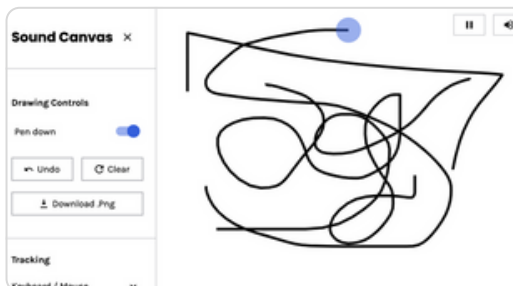 Sound Canvas ×
Drawing Controls
Pen down
Undo
Clear
Download .Png
Tracking
Keyboard / Mouse